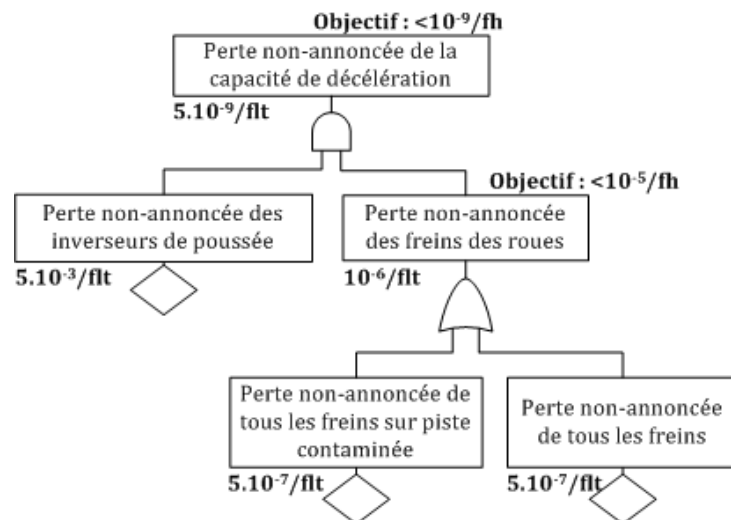 Objectif : <10⁻⁹/fh
Perte non-annoncée de la
capacité de décélération
5.10⁻⁹/flt
Objectif : <10⁻⁵/fh
Perte non-annoncée des
inverseurs de poussée
5.10⁻³/flt
Perte non-annoncée
des freins des roues
10⁻⁶/flt
Perte non-annoncée de
tous les freins sur piste
contaminée
5.10⁻⁷/flt
Perte non-annoncée
de tous les freins
5.10⁻⁷/flt